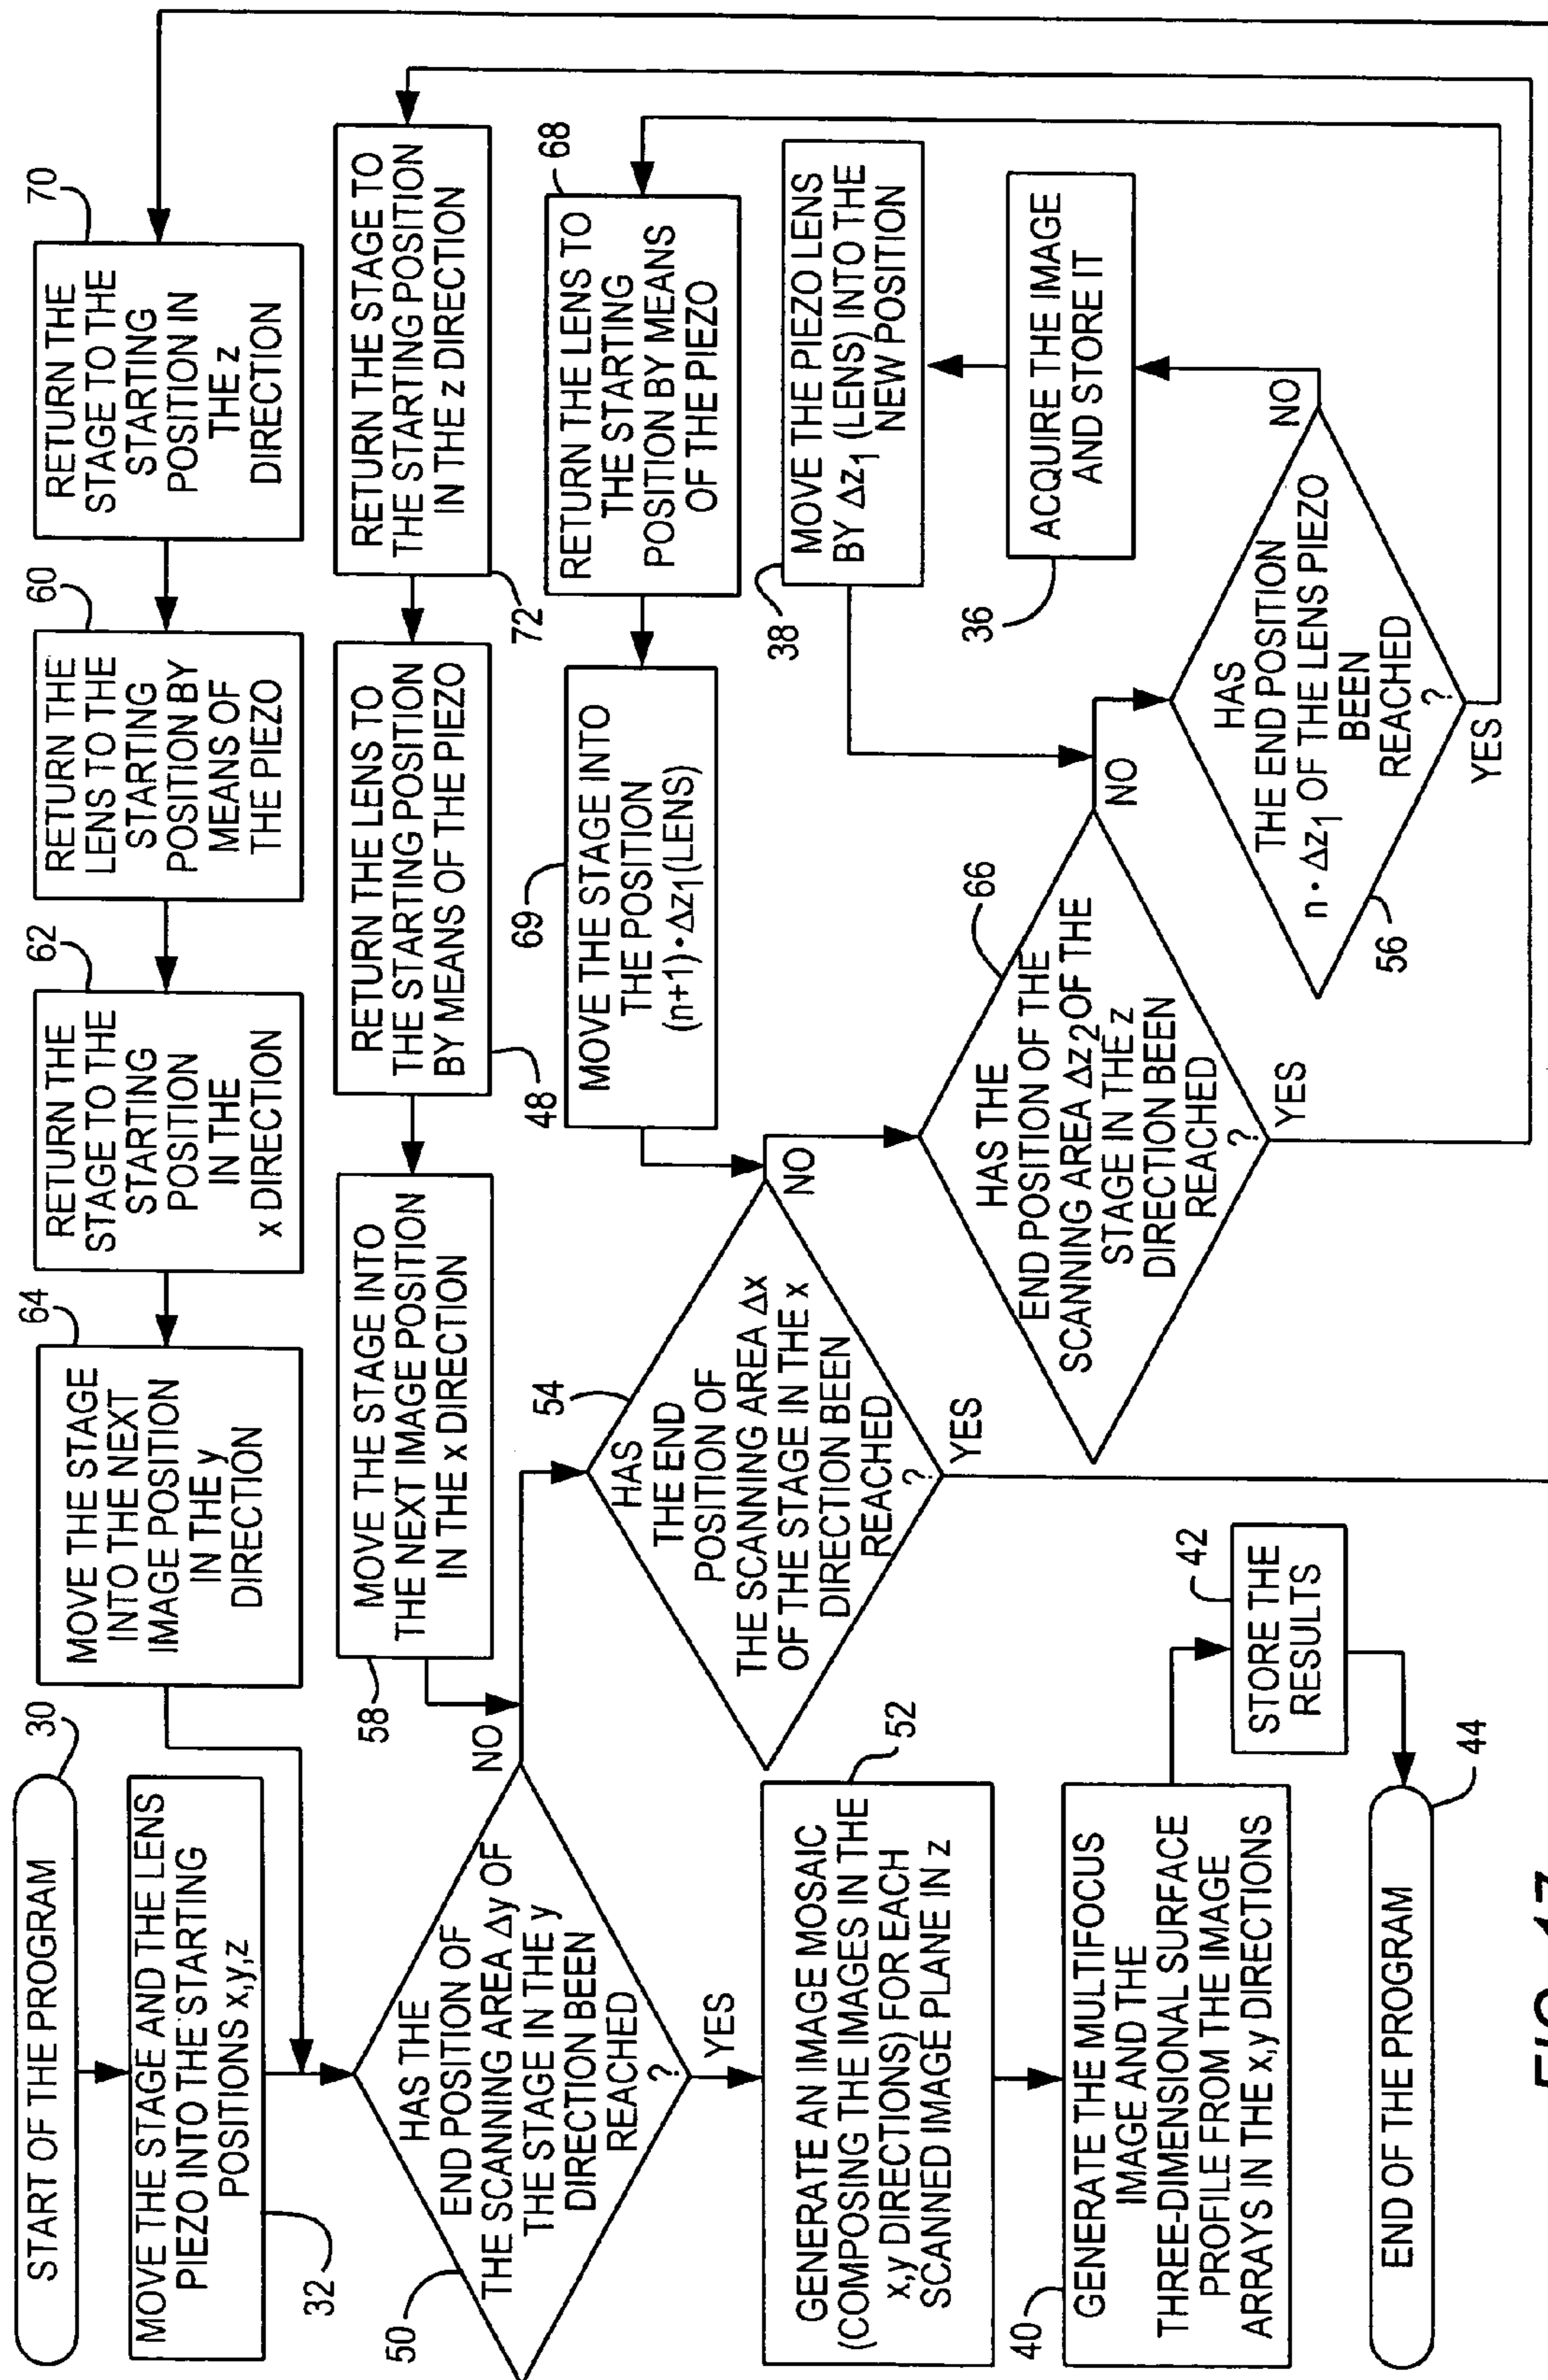 START OF THE PROGRAM
30
MOVE THE STAGE AND THE LENS
PIEZO INTO THE STARTING
POSITIONS x,y,z
32
MOVE THE STAGE
INTO THE NEXT
IMAGE POSITION
IN THE y
DIRECTION
64
RETURN THE
STAGE TO THE
STARTING
POSITION
IN THE
x DIRECTION
62
RETURN THE
LENS TO THE
STARTING
POSITION BY
MEANS OF
THE PIEZO
60
RETURN THE
STAGE TO THE
STARTING
POSITION IN
THE z
DIRECTION
70
HAS THE
END POSITION OF
THE SCANNING AREA Δy OF
THE STAGE IN THE y
DIRECTION BEEN
REACHED
?
50
NO
YES
MOVE THE STAGE INTO
THE NEXT IMAGE POSITION
IN THE x DIRECTION
58
RETURN THE LENS TO
THE STARTING POSITION
BY MEANS OF THE PIEZO
48
RETURN THE STAGE TO
THE STARTING POSITION
IN THE z DIRECTION
72
HAS
THE END
POSITION OF
THE SCANNING AREA Δx
OF THE STAGE IN THE x
DIRECTION BEEN
REACHED
?
54
NO
YES
MOVE THE STAGE INTO
THE POSITION
(n+1)•Δz1(LENS)
69
RETURN THE LENS TO
THE STARTING
POSITION BY MEANS
OF THE PIEZO
68
HAS THE
END POSITION OF THE
SCANNING AREA Δz2 OF THE
STAGE IN THE z
DIRECTION BEEN
REACHED
?
66
NO
YES
MOVE THE PIEZO LENS
BY Δz1 (LENS) INTO THE
NEW POSITION
38
ACQUIRE THE IMAGE
AND STORE IT
36
HAS
THE END POSITION
n • Δz1 OF THE LENS PIEZO
BEEN
REACHED
?
56
NO
YES
GENERATE AN IMAGE MOSAIC
(COMPOSING THE IMAGES IN THE
x,y DIRECTIONS) FOR EACH
SCANNED IMAGE PLANE IN z
52
GENERATE THE MULTIFOCUS
IMAGE AND THE
THREE-DIMENSIONAL SURFACE
PROFILE FROM THE IMAGE
ARRAYS IN THE x,y DIRECTIONS
40
STORE THE
RESULTS
42
END OF THE PROGRAM
44